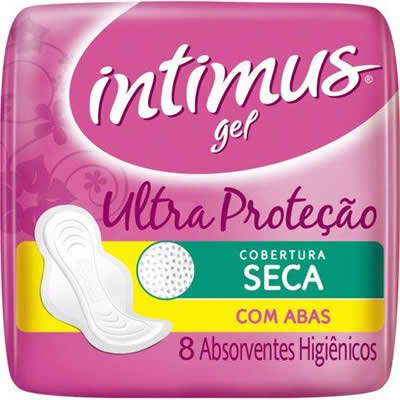 intimus®
gel
Ultra Proteção
COBERTURA
SECA
COM ABAS
8 Absorventes Higiênicos